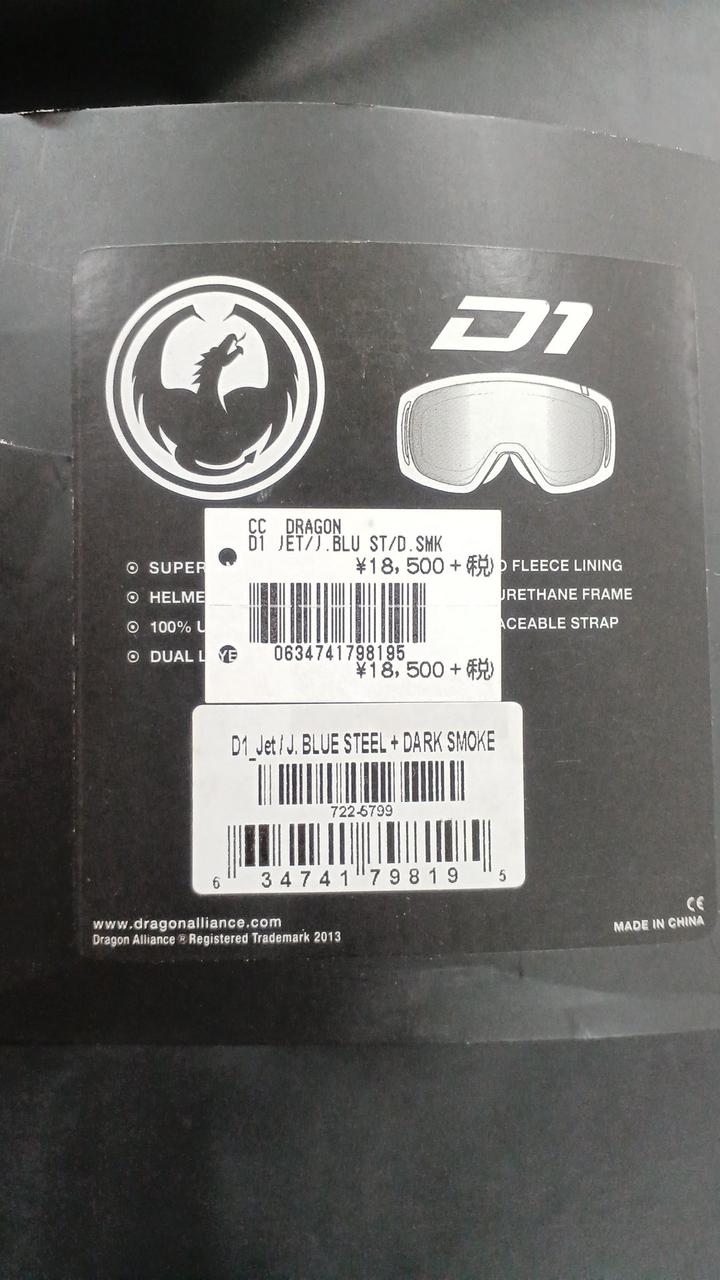 D1
CC DRAGON
D1 JET/J.BLU ST/D.SMK
¥18,500+(税)
0634741798195
¥18,500+(税)
SUPER
FLEECE LINING
URETHANE FRAME
100%
STRAP
DUAL
D1_Jet / J. BLUE STEEL + DARK SMOKE
722-5799
6 34741 79819 5
www.dragonalliance.com
Dragon Alliance ® Registered Trademark 2013
CE
MADE IN CHINA